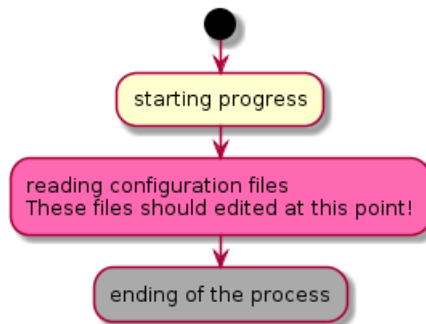 starting progress
reading configuration files
These files should edited at this point!
ending of the process